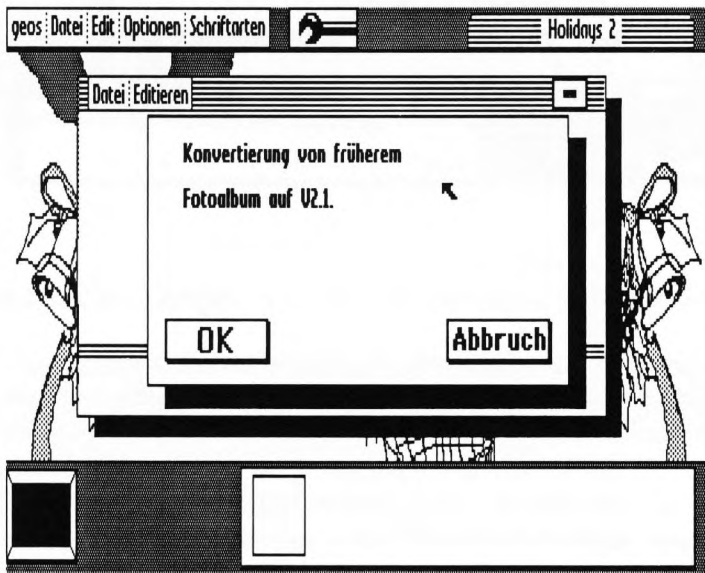 geos Datei Edit Optionen Schriftarten
Holidays 2
Datei Editieren
Konvertierung von früherem
Fotoalbum auf V2.1.
OK
Abbruch